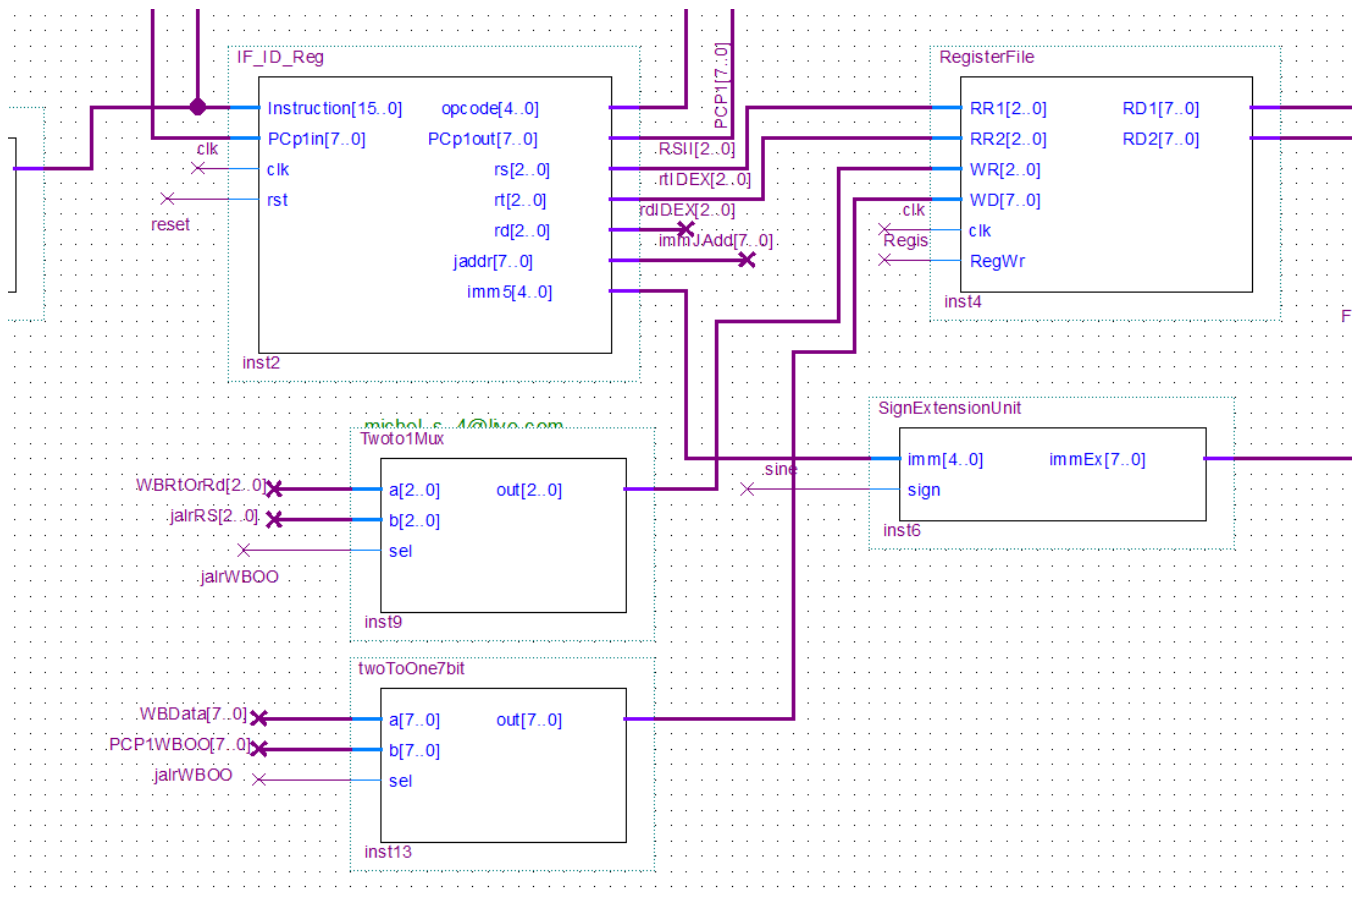 IF_ID_Reg
Instruction[15..0] opcode[4..0]
PCp1in[7..0] PCp1out[7..0]
clk rs[2..0]
rst rt[2..0]
rd[2..0]
jaddr[7..0]
imm5[4..0]
inst2
clk
reset
PCP1[7..0]
rtIDEX[2..0]
rdIDEX[2..0]
immJAdd[7..0]
RegisterFile
RR1[2..0] RD1[7..0]
RR2[2..0] RD2[7..0]
WR[2..0]
WD[7..0]
clk
RegWr
inst4
clk
Regis
F
SignExtensionUnit
imm[4..0] immEx[7..0]
sign
inst6
sine
Twoto1Mux
a[2..0] out[2..0]
b[2..0]
sel
inst9
WBRtOrRd[2..0]
jalrRS[2..0]
jalrWBOO
twoToOne7bit
a[7..0] out[7..0]
b[7..0]
sel
inst13
WBData[7..0]
PCP1WBOO[7..0]
jalrWBOO